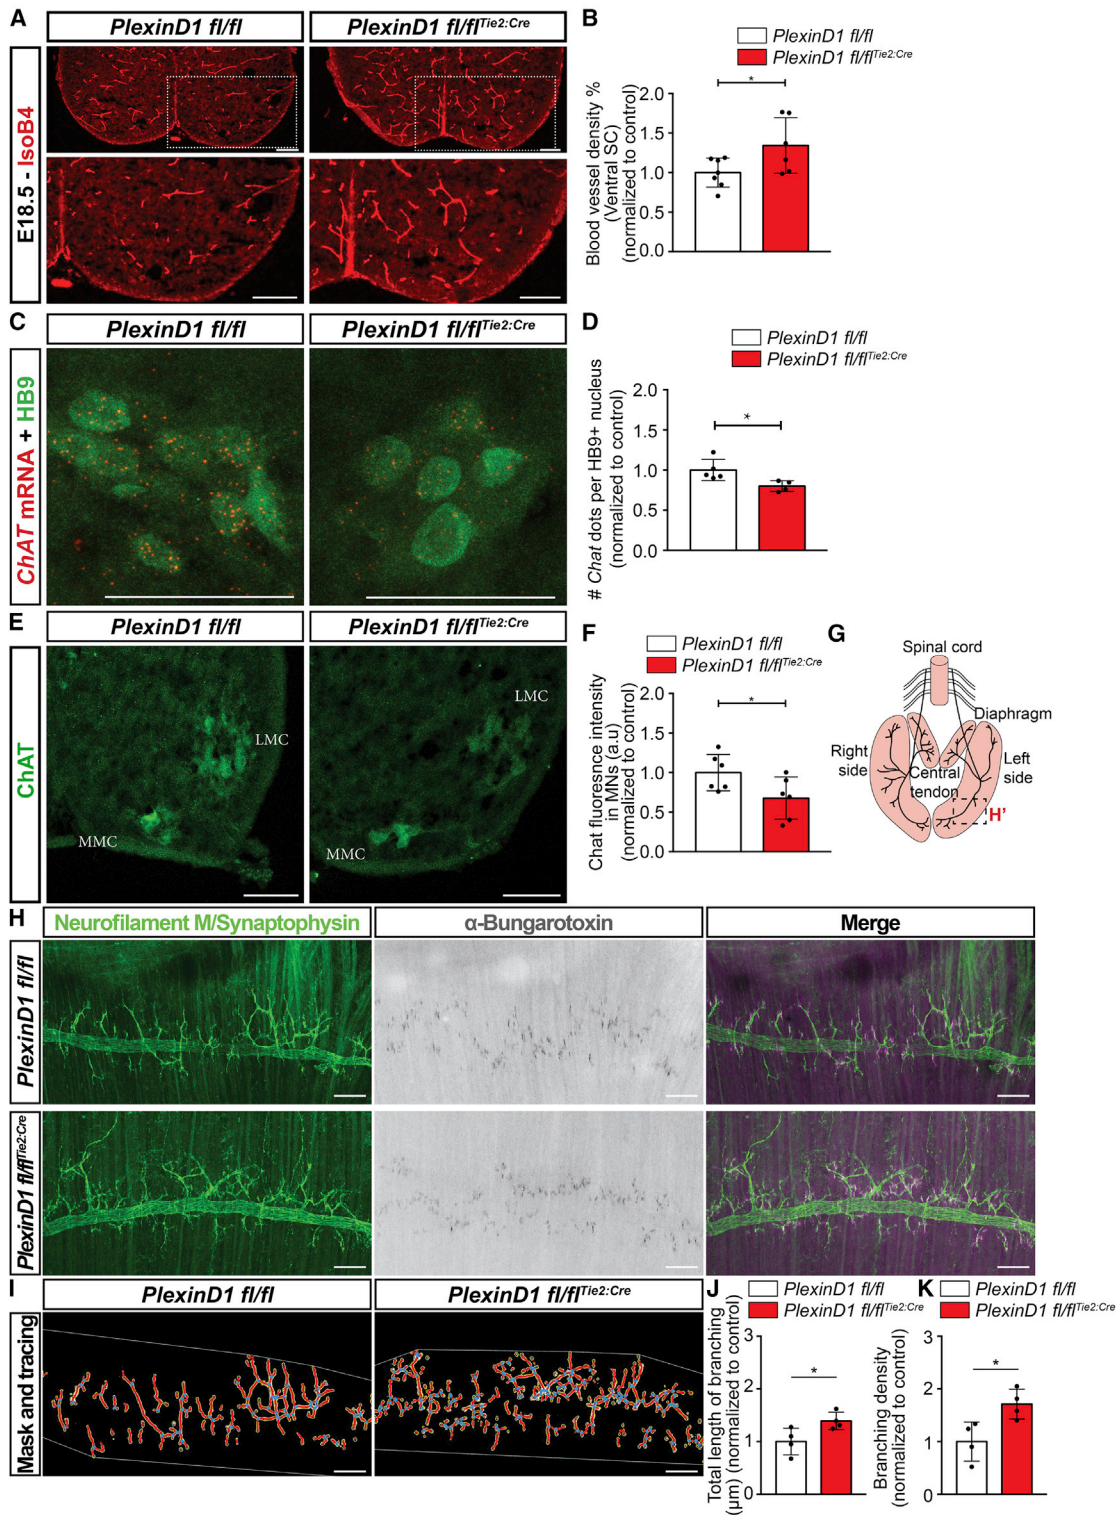 A
PlexinD1 fl/fl
PlexinD1 fl/flTie2:Cre
E18.5 - IsoB4
B
PlexinD1 fl/fl
PlexinD1 fl/flTie2:Cre
*
Blood vessel density %
(Ventral SC)
(normalized to control)
2.0
1.5
1.0
0.5
0.0
C
PlexinD1 fl/fl
PlexinD1 fl/flTie2:Cre
ChAT mRNA + HB9
D
PlexinD1 fl/fl
PlexinD1 fl/flTie2:Cre
*
# Chat dots per HB9+ nucleus
(normalized to control)
2.0
1.5
1.0
0.5
0.0
E
PlexinD1 fl/fl
PlexinD1 fl/flTie2:Cre
ChAT
LMC
MMC
LMC
MMC
F
PlexinD1 fl/fl
PlexinD1 fl/flTie2:Cre
*
Chat fluoresence intensity
in MNs (a.u)
(normalized to control)
2.0
1.5
1.0
0.5
0.0
G
Spinal cord
Diaphragm
Right
side
Left
side
Central
tendon
H'
H
Neurofilament M/Synaptophysin
α-Bungarotoxin
Merge
PlexinD1 fl/fl
PlexinD1 fl/flTie2:Cre
I
PlexinD1 fl/fl
PlexinD1 fl/flTie2:Cre
Mask and tracing
J
PlexinD1 fl/fl
PlexinD1 fl/flTie2:Cre
*
Total length of branching
(µm) (normalized to control)
3
2
1
0
K
PlexinD1 fl/fl
PlexinD1 fl/flTie2:Cre
*
Branching density
(normalized to control)
3
2
1
0